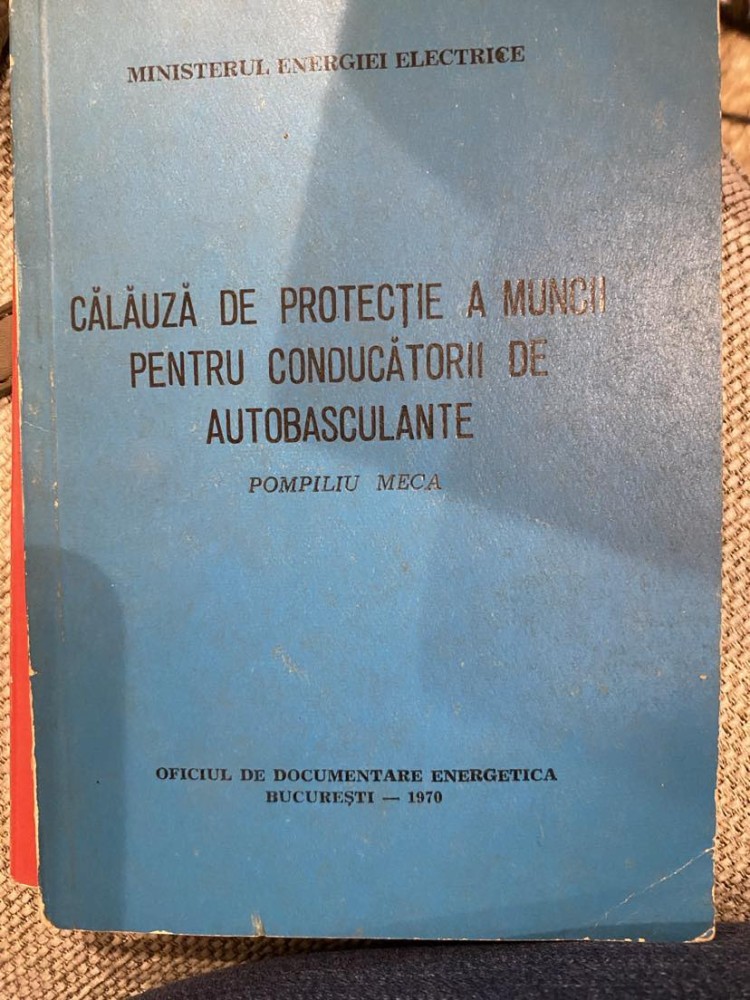 MINISTERUL ENERGIEI ELECTRICE
CĂLĂUZĂ DE PROTECȚIE A MUNCII
PENTRU CONDUCĂTORII DE
AUTOBASCULANTE
POMPILIU MECA
OFICIUL DE DOCUMENTARE ENERGETICA
BUCUREȘTI — 1970